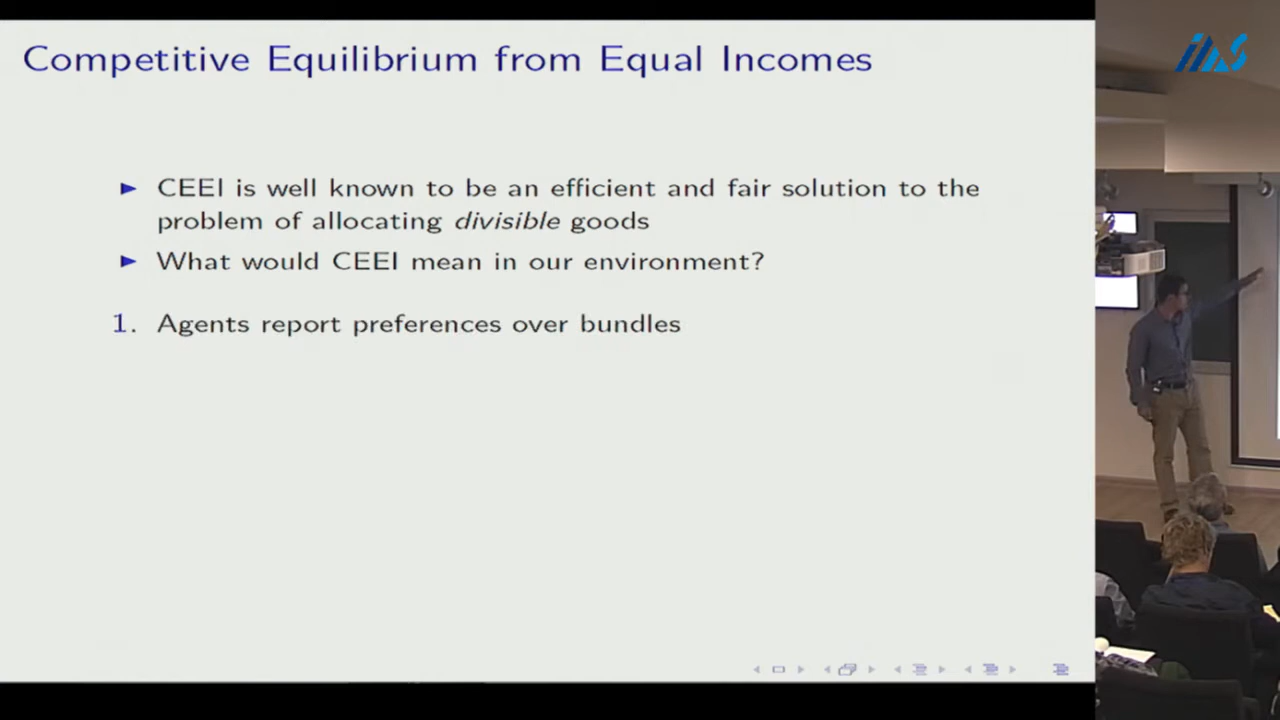 Competitive Equilibrium from Equal Incomes
► CEEI is well known to be an efficient and fair solution to the
problem of allocating divisible goods
► What would CEEI mean in our environment?
1. Agents report preferences over bundles